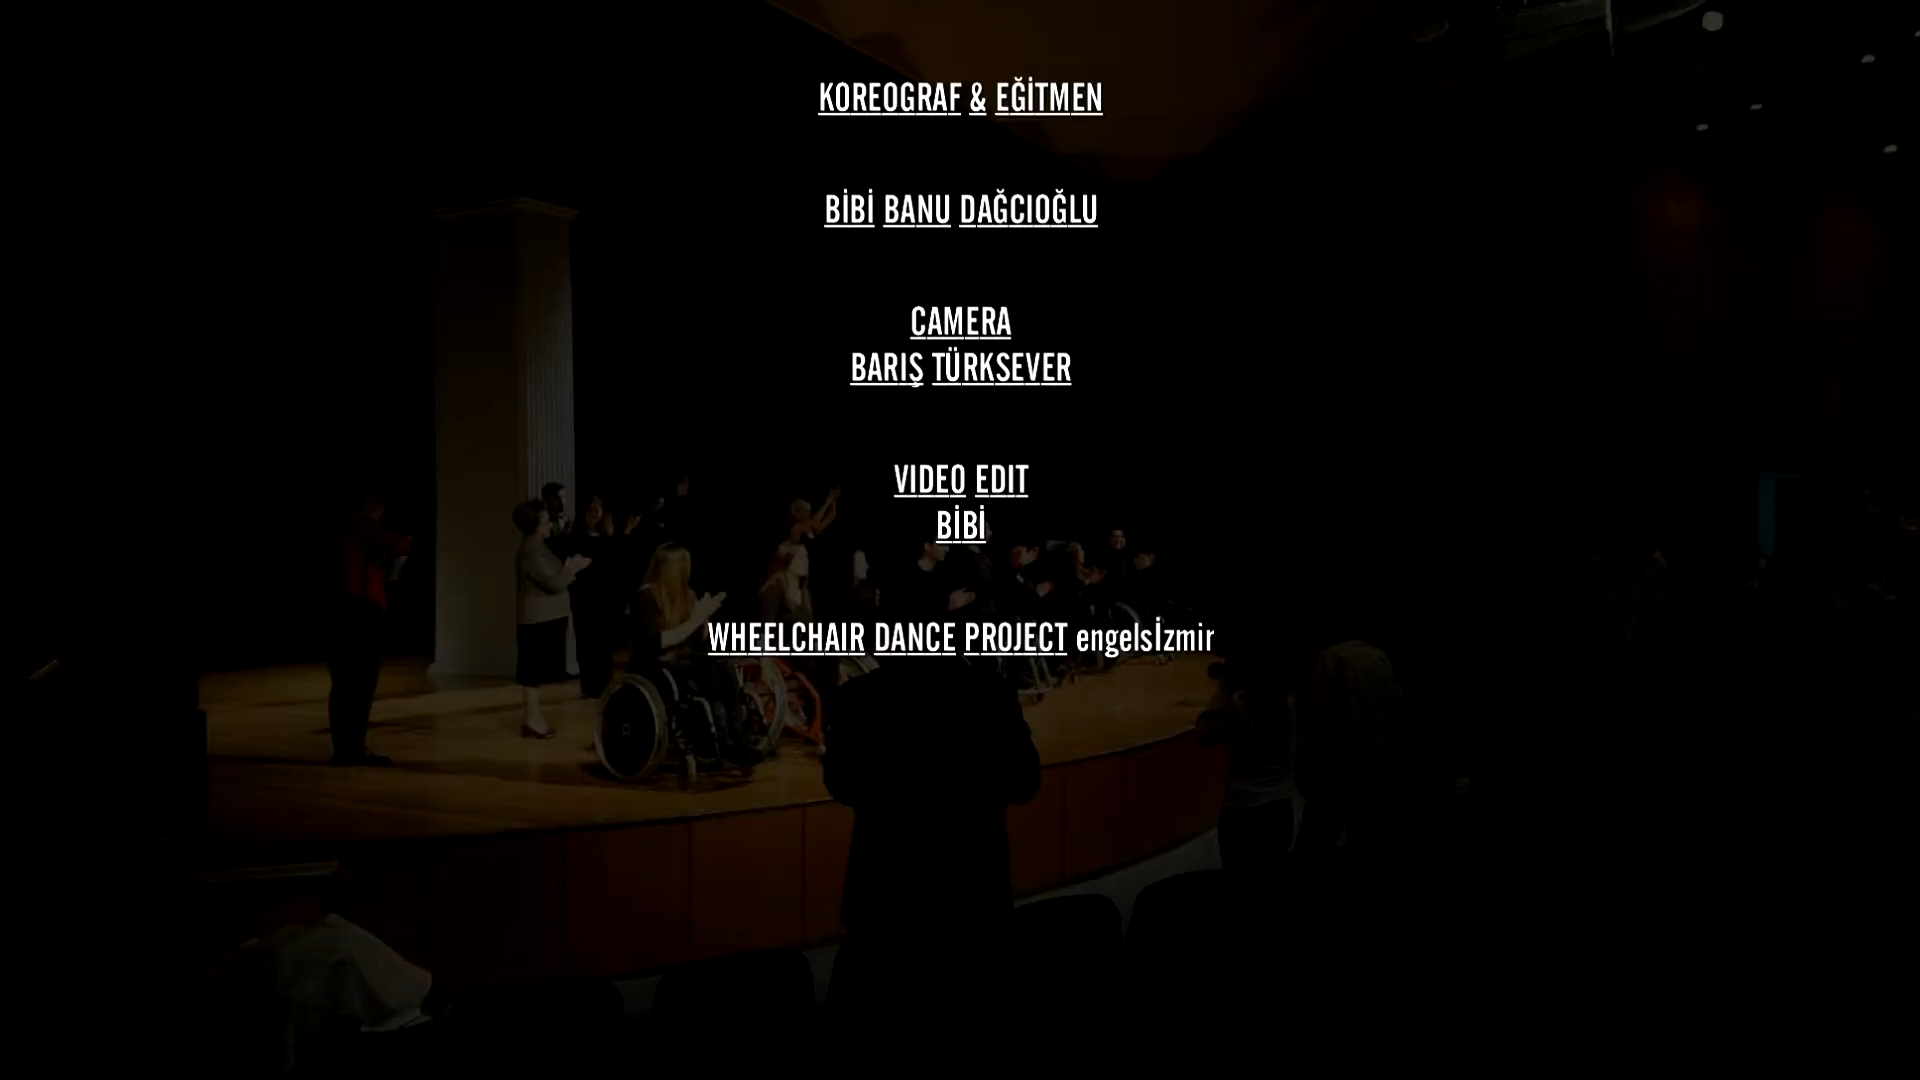 KOREOGRAF & EĞİTMEN
BİBİ BANU DAĞCIOĞLU
CAMERA
BARIŞ TÜRKSEVER
VIDEO EDIT
BİBİ
WHEELCHAIR DANCE PROJECT engelsİzmir